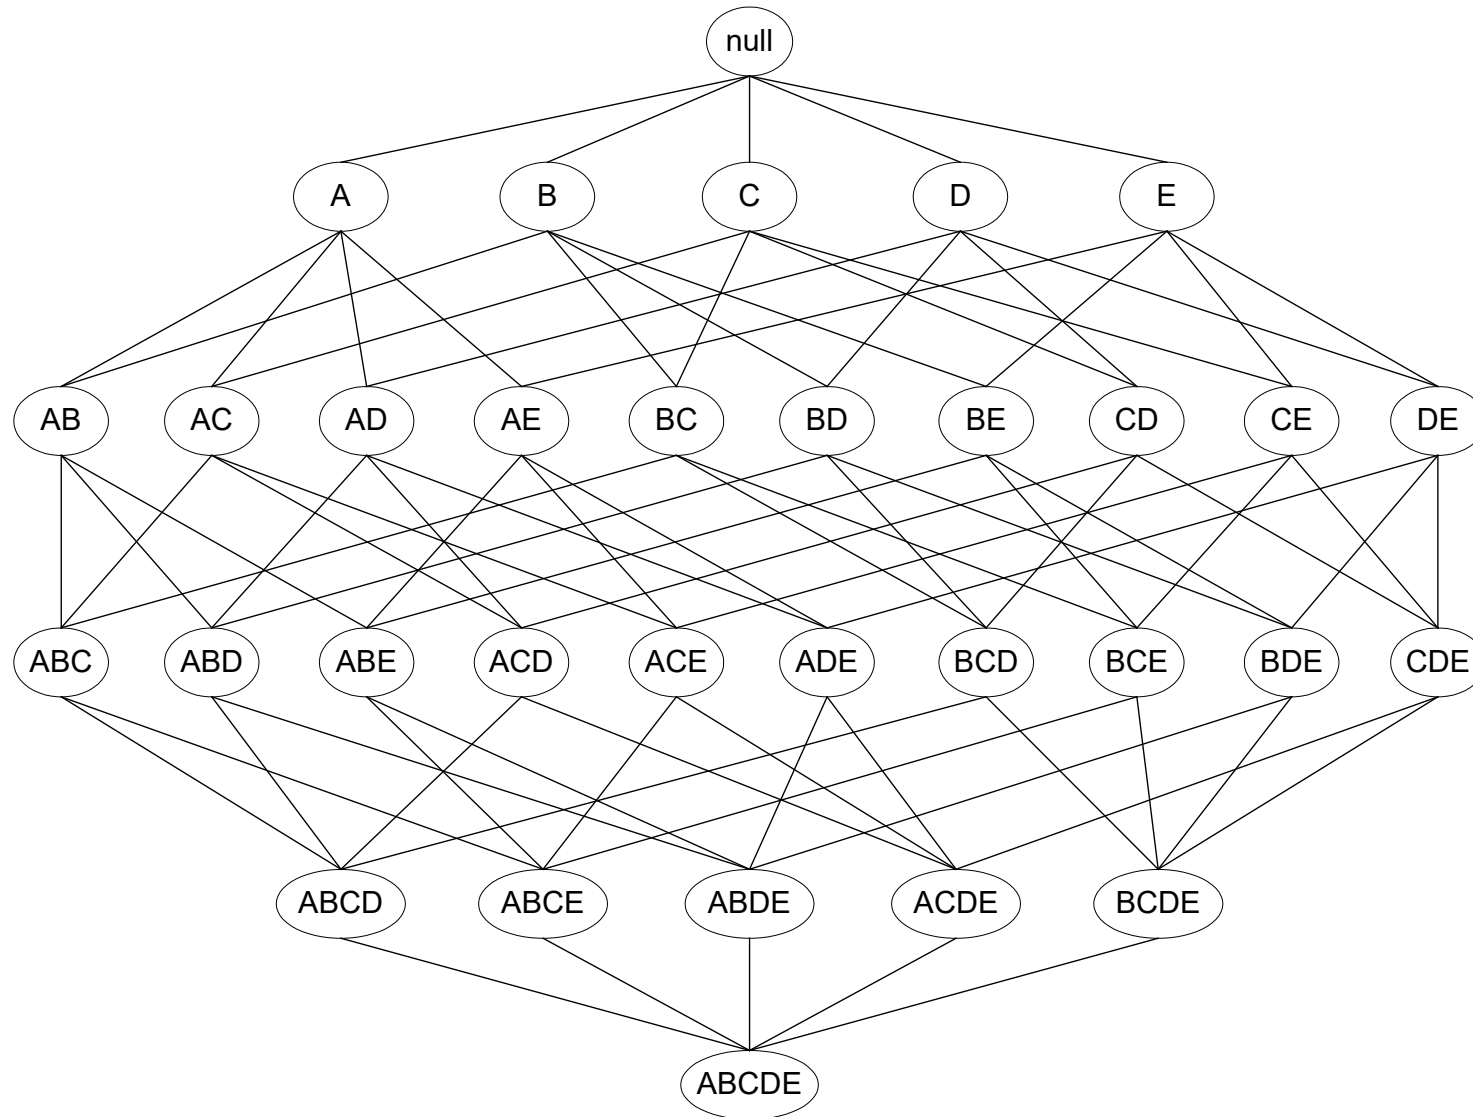 null
A B C D E
AB AC AD AE BC BD BE CD CE DE
ABC ABD ABE ACD ACE ADE BCD BCE BDE CDE
ABCD ABCE ABDE ACDE BCDE
ABCDE